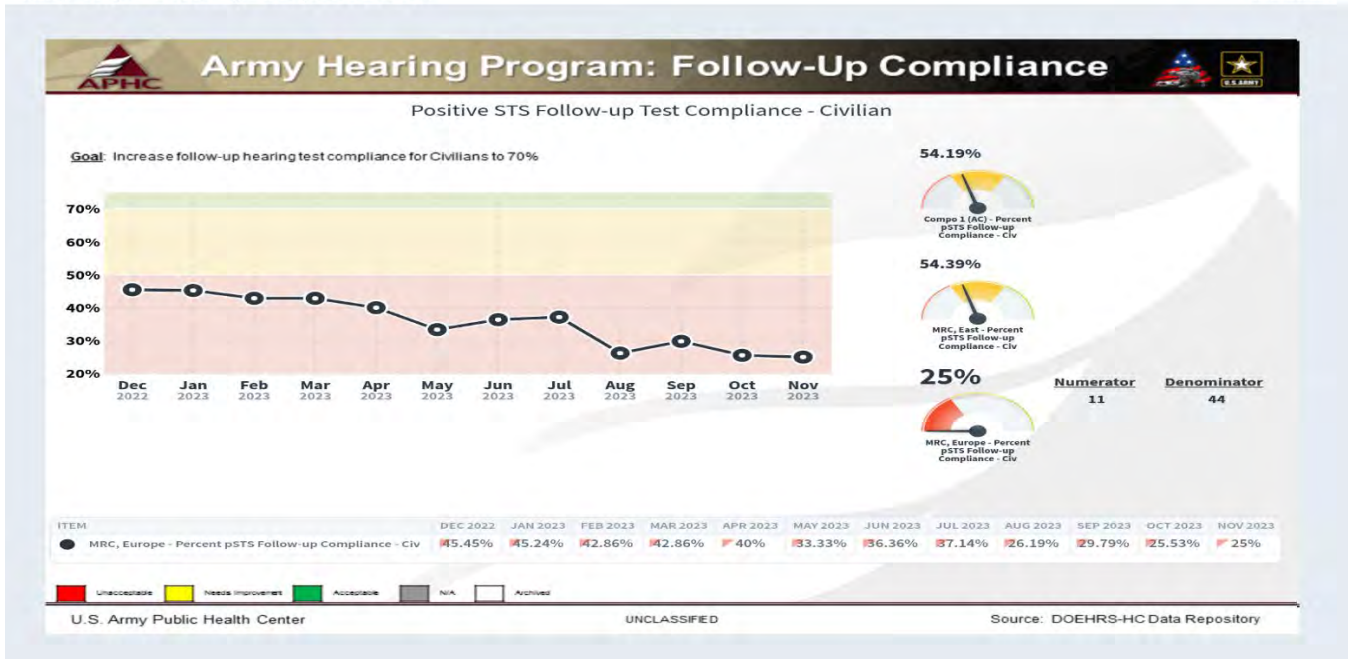 APHC
Army Hearing Program: Follow-Up Compliance
U.S. ARMY
Positive STS Follow-up Test Compliance - Civilian
Goal: Increase follow-up hearing test compliance for Civilians to 70%
70%
60%
50%
40%
30%
20%
Dec Jan Feb Mar Apr May Jun Jul Aug Sep Oct Nov
2022 2023 2023 2023 2023 2023 2023 2023 2023 2023 2023 2023
54.19%
Compo 1 (AC) - Percent
pSTS Follow-up
Compliance - Civ
54.39%
MRC, East - Percent
pSTS Follow-up
Compliance - Civ
25%
MRC, Europe - Percent
pSTS Follow-up
Compliance - Civ
Numerator Denominator
11 44
ITEM DEC 2022 JAN 2023 FEB 2023 MAR 2023 APR 2023 MAY 2023 JUN 2023 JUL 2023 AUG 2023 SEP 2023 OCT 2023 NOV 2023
MRC, Europe - Percent pSTS Follow-up Compliance - Civ 45.45% 45.24% 42.86% 42.86% 40% 33.33% 36.36% 37.14% 26.19% 29.79% 25.53% 25%
Unacceptable Needs Improvement Acceptable N/A Archived
U.S. Army Public Health Center UNCLASSIFIED Source: DOEHRS-HC Data Repository